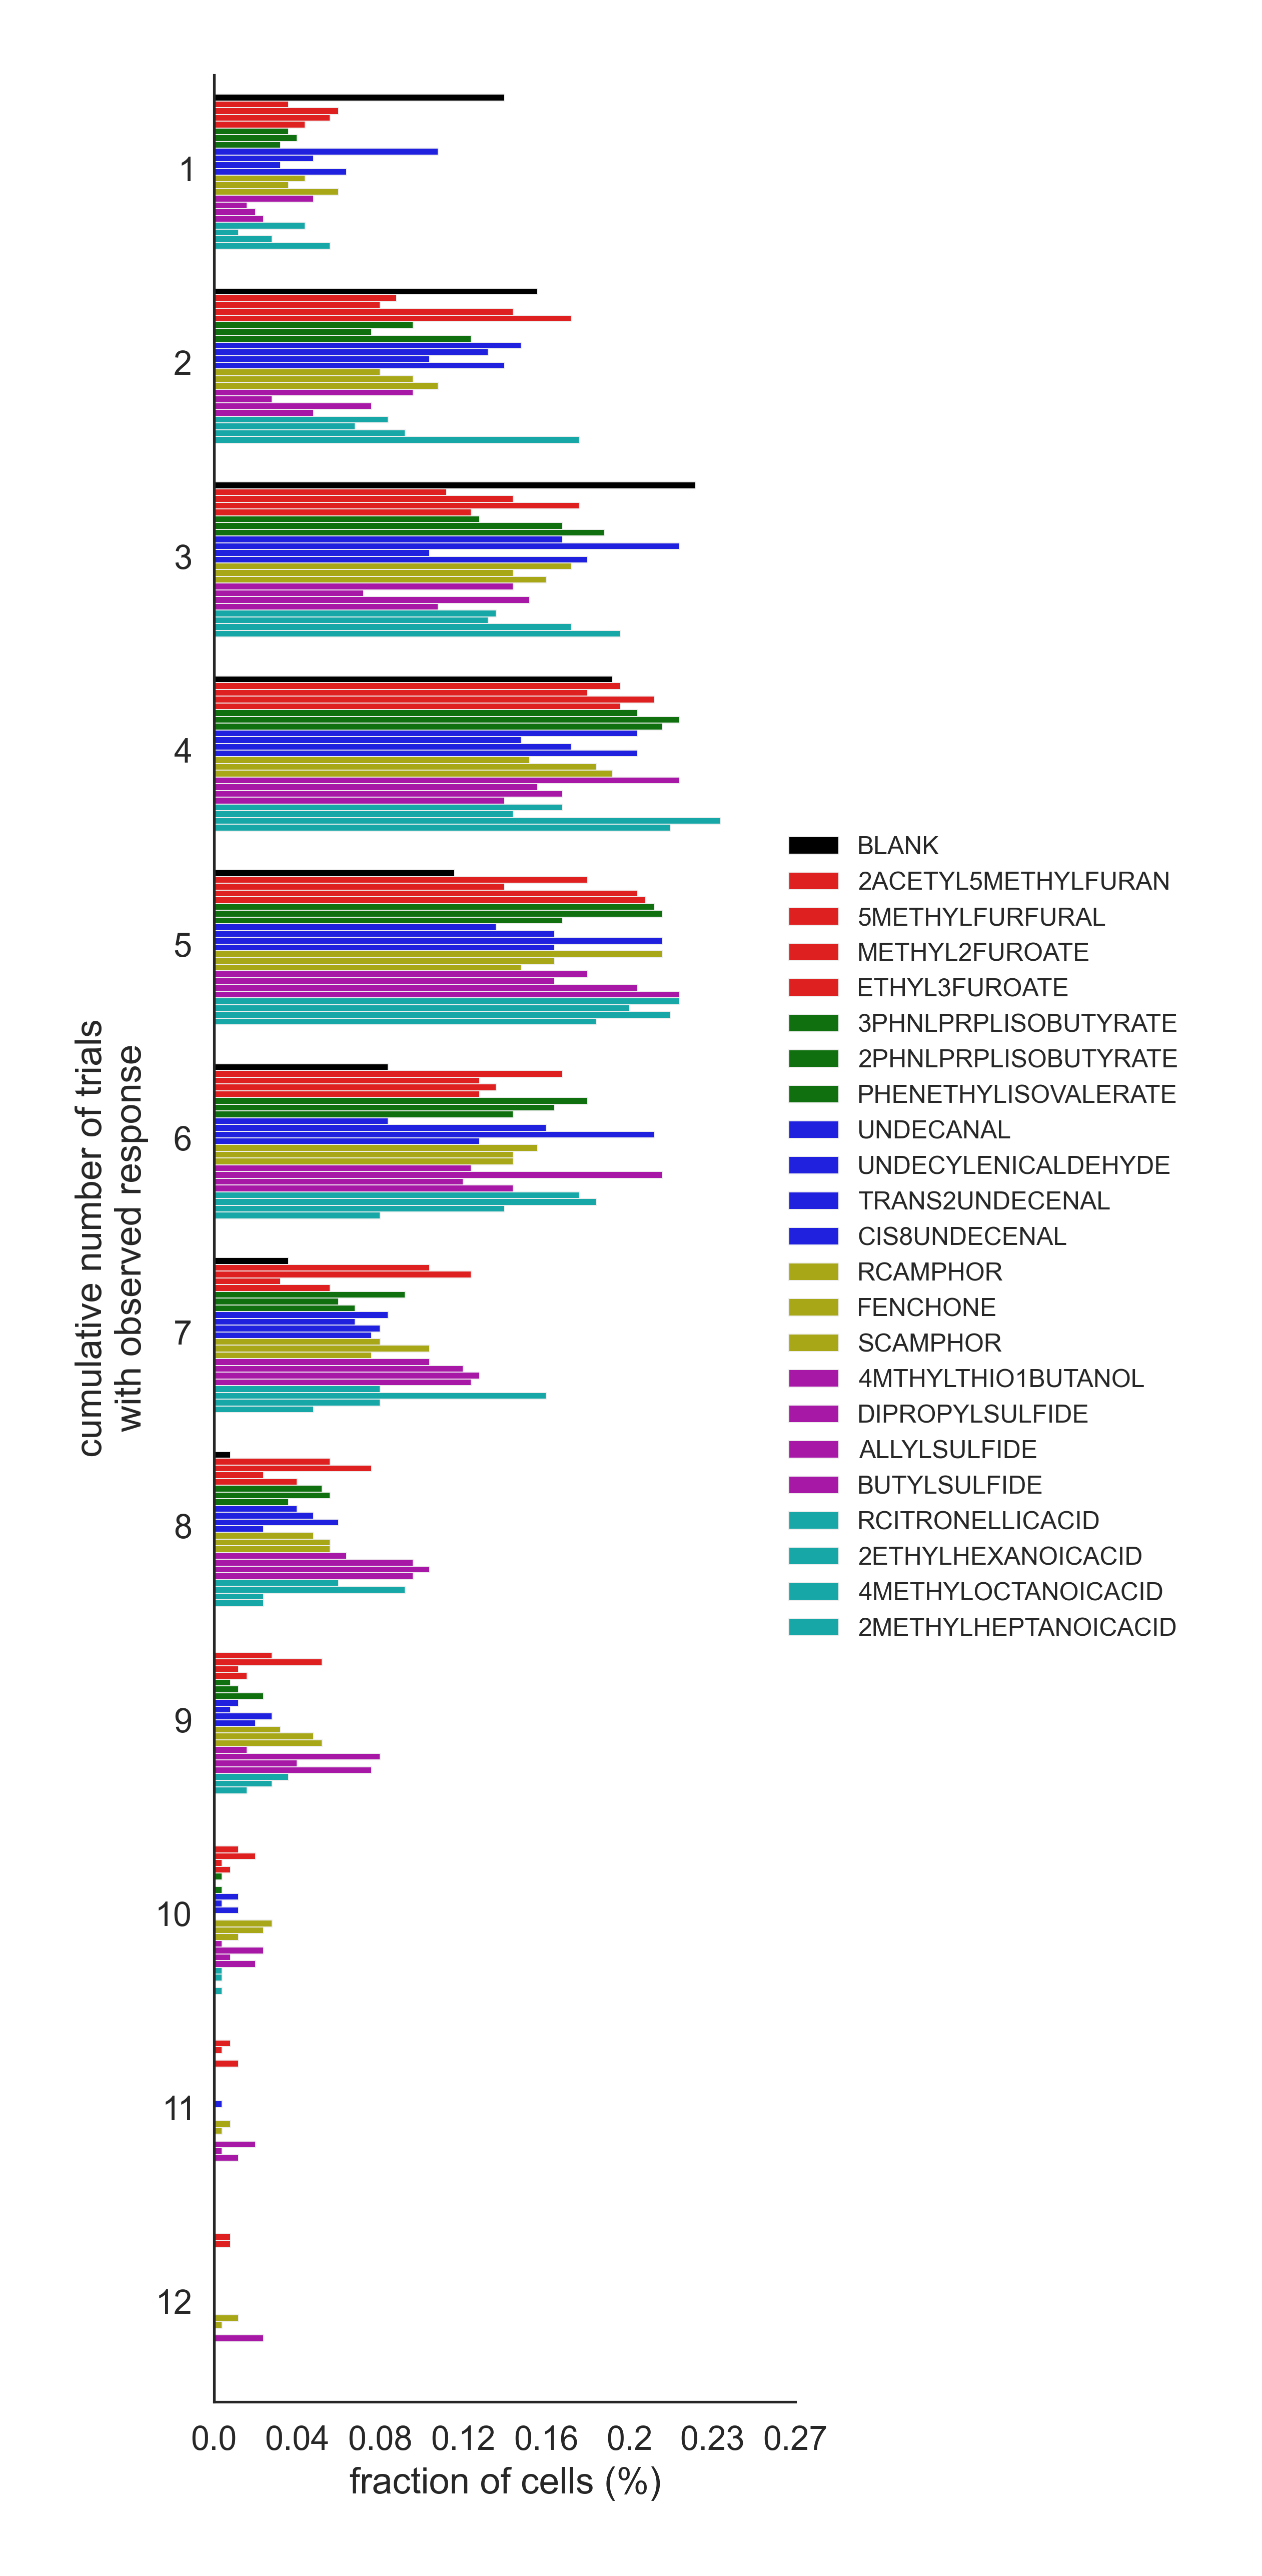 1
2
3
4
5
6
7
8
9
10
11
12
cumulative number of trials
with observed response
BLANK
2ACETYL5METHYLFURAN
5METHYLFURFURAL
METHYL2FUROATE
ETHYL3FUROATE
3PHNLPRPLISOBUTYRATE
2PHNLPRPLISOBUTYRATE
PHENETHYLISOVALERATE
UNDECANAL
UNDECYLENICALDEHYDE
TRANS2UNDECENAL
CIS8UNDECENAL
RCAMPHOR
FENCHONE
SCAMPHOR
4MTHYLTHIO1BUTANOL
DIPROPYLSULFIDE
ALLYLSULFIDE
BUTYLSULFIDE
RCITRONELLICACID
2ETHYLHEXANOICACID
4METHYLOCTANOICACID
2METHYLHEPTANOICACID
0.0 0.04 0.08 0.12 0.16 0.2 0.23 0.27
fraction of cells (%)